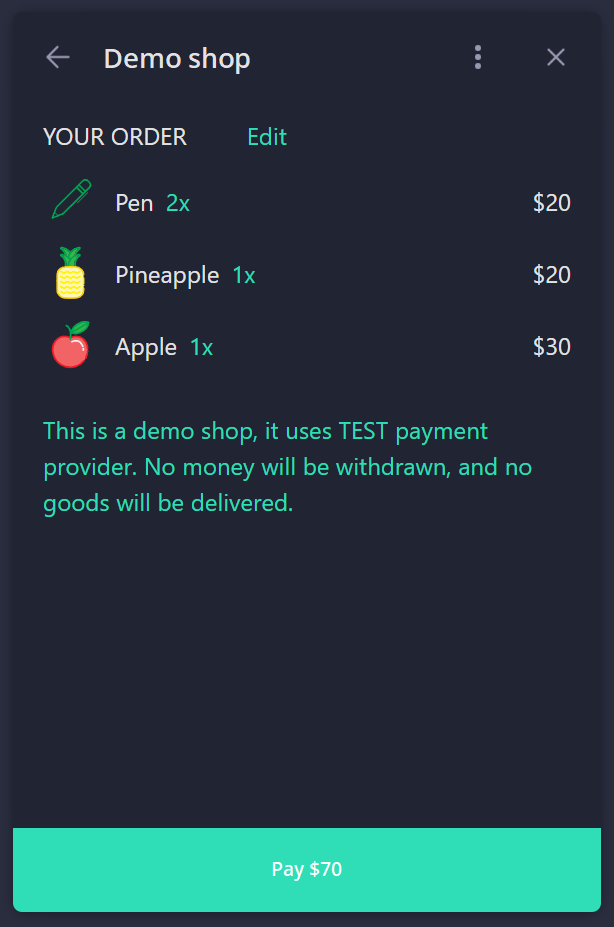 Demo shop
YOUR ORDER Edit
Pen 2x $20
Pineapple 1x $20
Apple 1x $30
This is a demo shop, it uses TEST payment
provider. No money will be withdrawn, and no
goods will be delivered.
Pay $70